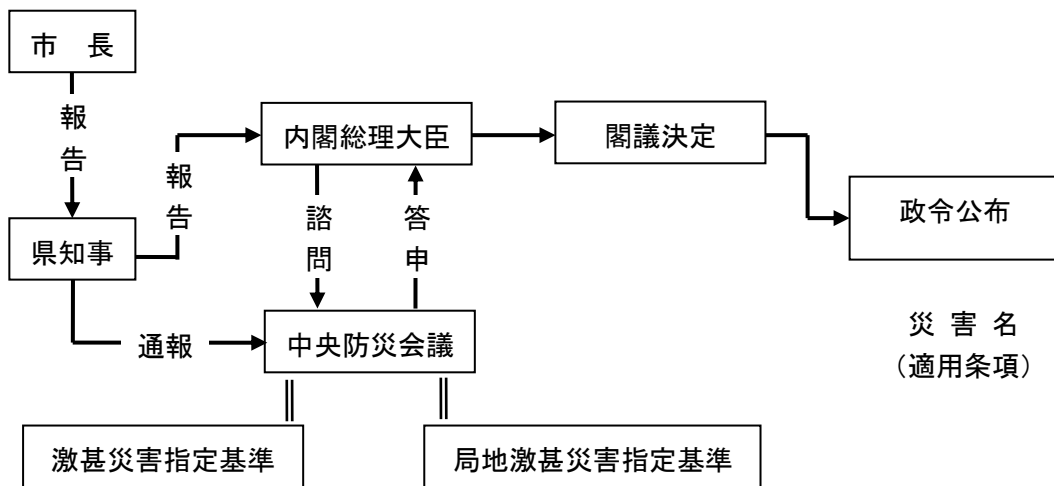 市　長
報告
県知事
報告
内閣総理大臣
閣議決定
政令公布
諮問
答申
通報
中央防災会議
災 害 名
（適用条項）
激甚災害指定基準
局地激甚災害指定基準